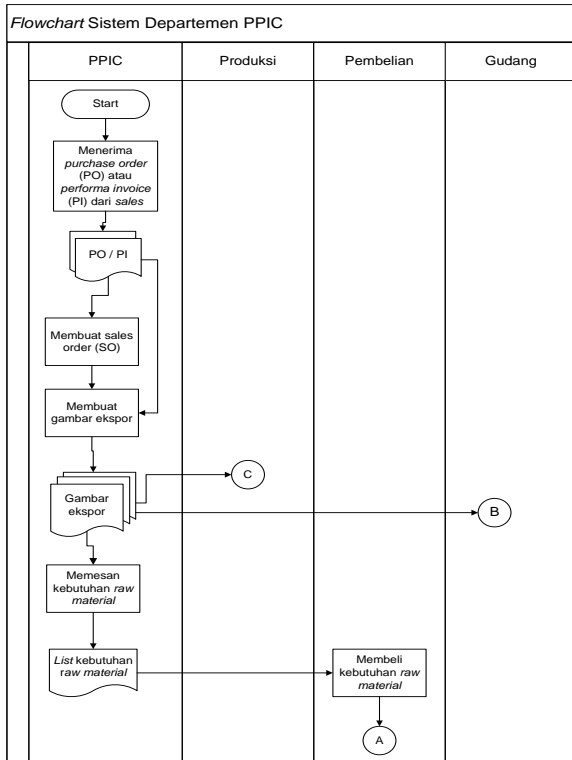 Flowchart Sistem Departemen PPIC
PPIC
Produksi
Pembelian
Gudang
Start
Menerima
purchase order
(PO) atau
performa invoice
(PI) dari sales
PO / PI
Membuat sales
order (SO)
Membuat
gambar ekspor
C
Gambar
ekspor
B
Memesan
kebutuhan raw
material
List kebutuhan
raw material
Membeli
kebutuhan raw
material
A